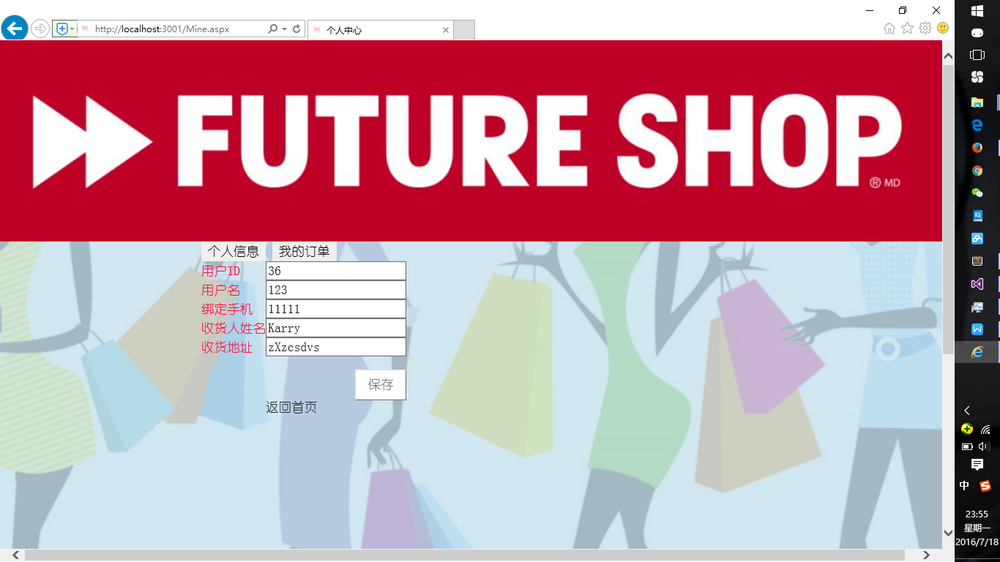 http://localhost:3001/Mine.aspx
个人中心
FUTURE SHOP
® MD
个人信息 我的订单
用户ID 36
用户名 123
绑定手机 11111
收货人姓名 Karry
收货地址 zXzcsdvs
保存
返回首页
中
23:55
星期一
2016/7/18